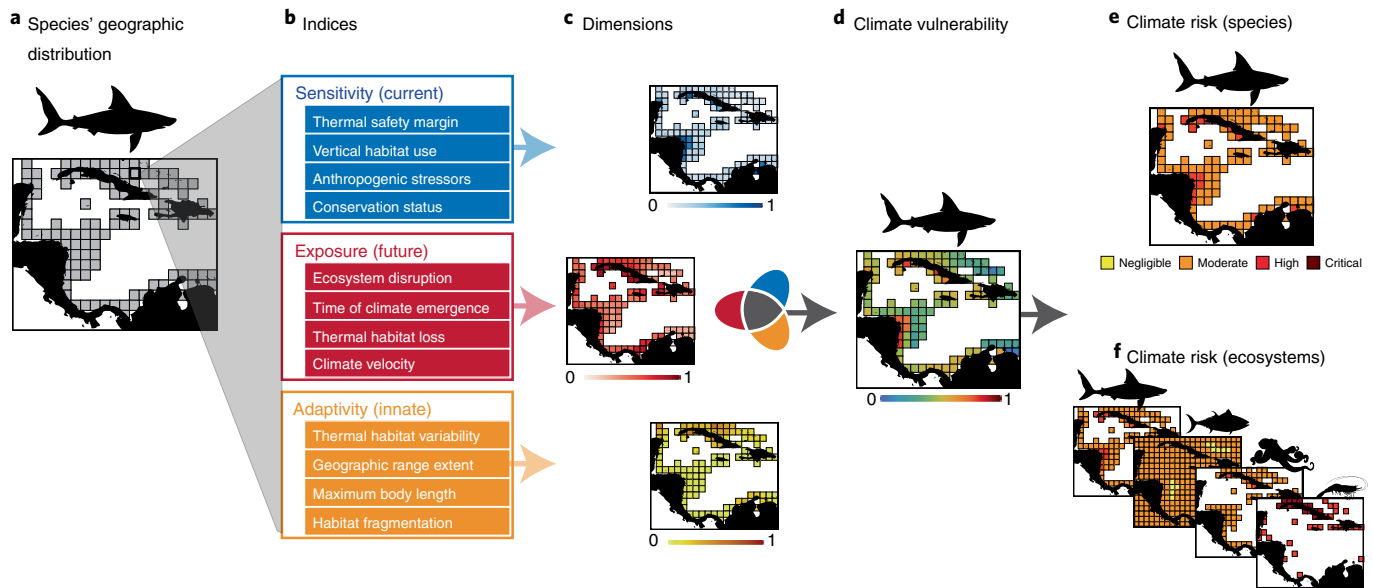 a Species' geographic
distribution
b Indices
Sensitivity (current)
Thermal safety margin
Vertical habitat use
Anthropogenic stressors
Conservation status
Exposure (future)
Ecosystem disruption
Time of climate emergence
Thermal habitat loss
Climate velocity
Adaptivity (innate)
Thermal habitat variability
Geographic range extent
Maximum body length
Habitat fragmentation
c Dimensions
0 1
0 1
0 1
d Climate vulnerability
0 1
e Climate risk (species)
Negligible Moderate High Critical
f Climate risk (ecosystems)